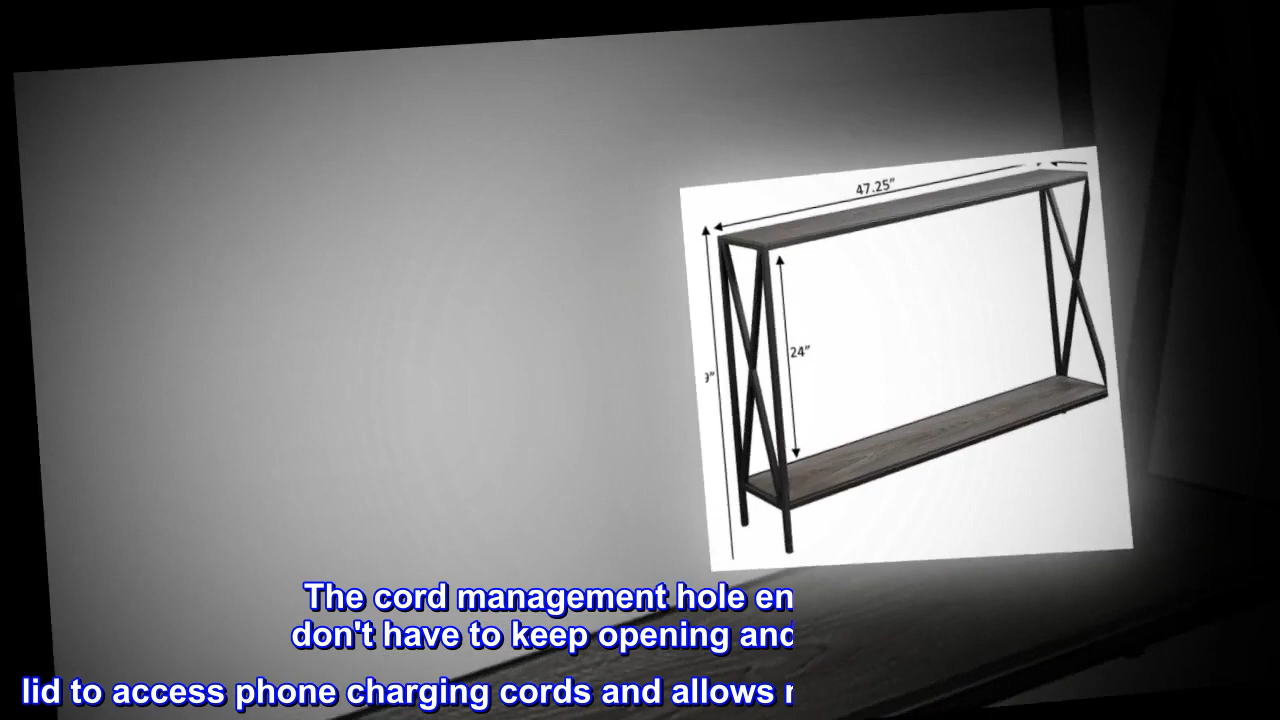 47.25"
24"
9"
The cord management hole en
don't have to keep opening and
lid to access phone charging cords and allows